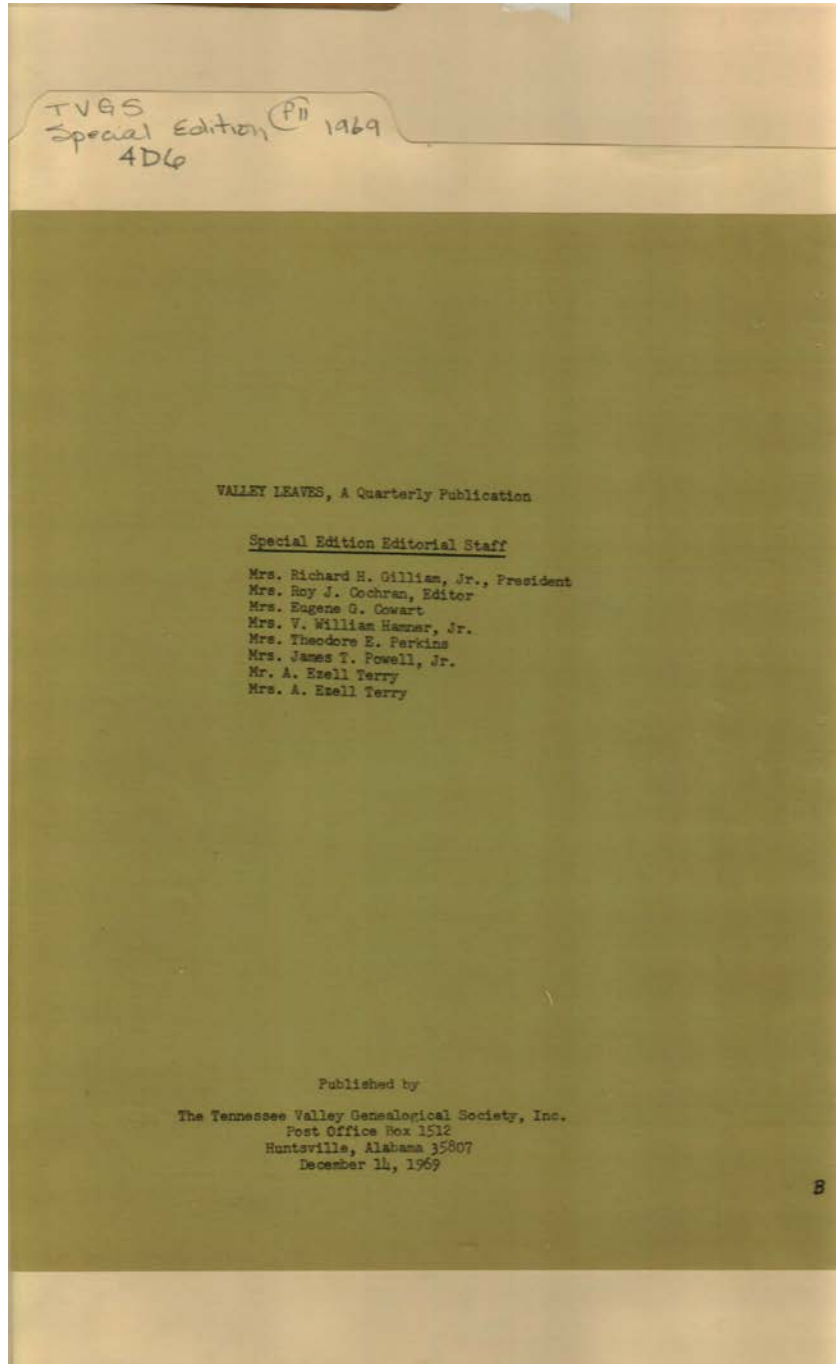 TVGS
Special Edition P11 1969
4D6
VALLEY LEAVES, A Quarterly Publication
Special Edition Editorial Staff
Mrs. Richard H. Gilliam, Jr., President
Mrs. Roy J. Cochran, Editor
Mrs. Eugene G. Cowart
Mrs. V. William Hamner, Jr.
Mrs. Theodore E. Perkins
Mrs. James T. Powell, Jr.
Mr. A. Ezell Terry
Mrs. A. Ezell Terry
Published by
The Tennessee Valley Genealogical Society, Inc.
Post Office Box 1512
Huntsville, Alabama 35807
December 14, 1969
B